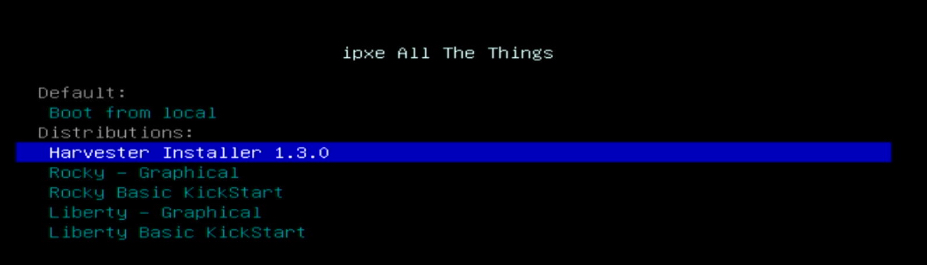 ipxe All The Things
Default:
Boot from local
Distributions:
Harvester Installer 1.3.0
Rocky - Graphical
Rocky Basic KickStart
Liberty - Graphical
Liberty Basic KickStart